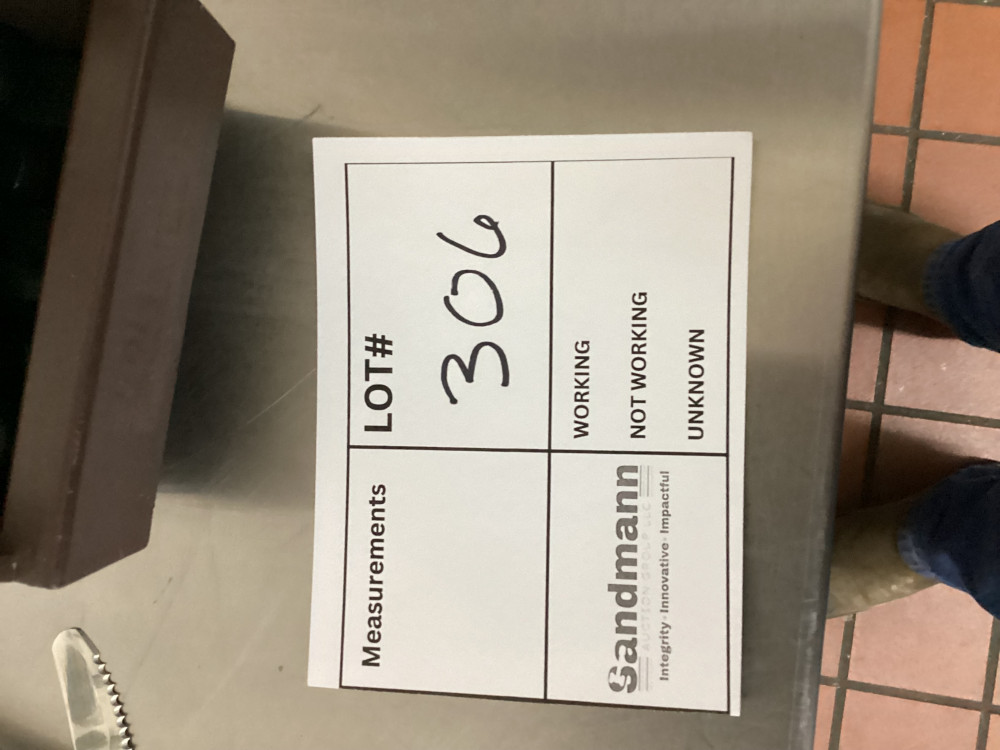 Measurements
LOT#
306
Sandmann
AUCTION GROUP LLC
Integrity · Innovative · Impactful
WORKING
NOT WORKING
UNKNOWN